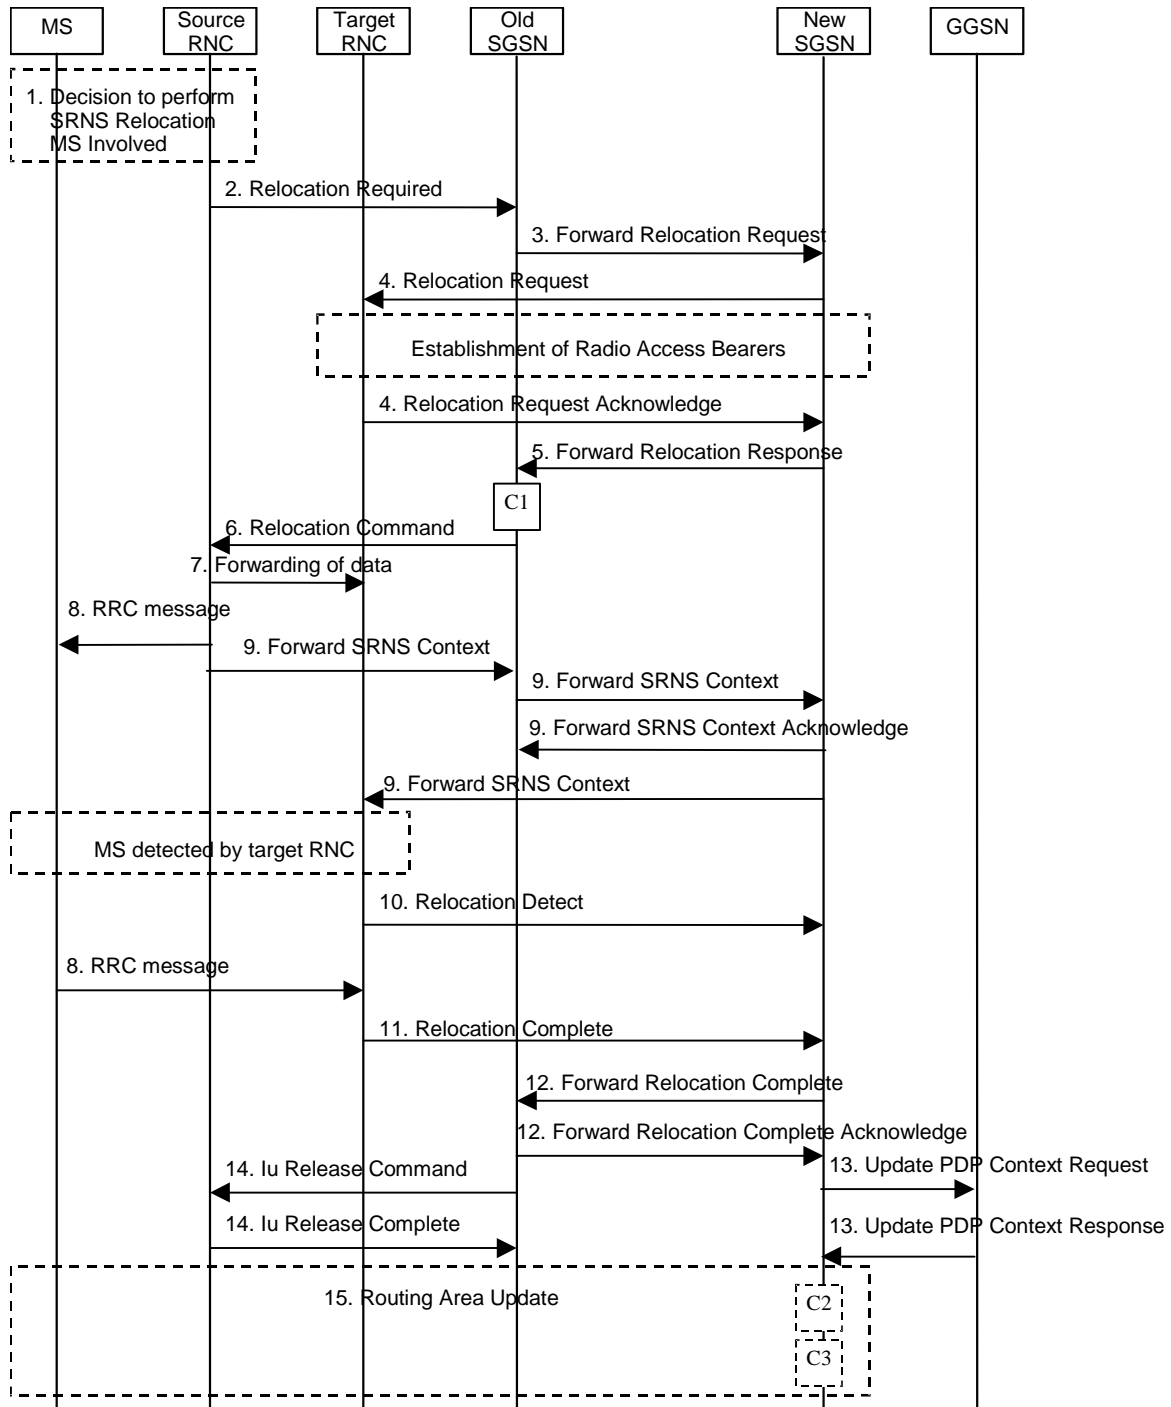 MS
Source
RNC
Target
RNC
Old
SGSN
New
SGSN
GGSN
1. Decision to perform
SRNS Relocation
MS Involved
2. Relocation Required
3. Forward Relocation Request
4. Relocation Request
Establishment of Radio Access Bearers
4. Relocation Request Acknowledge
5. Forward Relocation Response
C1
6. Relocation Command
7. Forwarding of data
8. RRC message
9. Forward SRNS Context
9. Forward SRNS Context
9. Forward SRNS Context Acknowledge
9. Forward SRNS Context
MS detected by target RNC
10. Relocation Detect
8. RRC message
11. Relocation Complete
12. Forward Relocation Complete
12. Forward Relocation Complete Acknowledge
14. Iu Release Command
13. Update PDP Context Request
14. Iu Release Complete
13. Update PDP Context Response
15. Routing Area Update
C2
C3